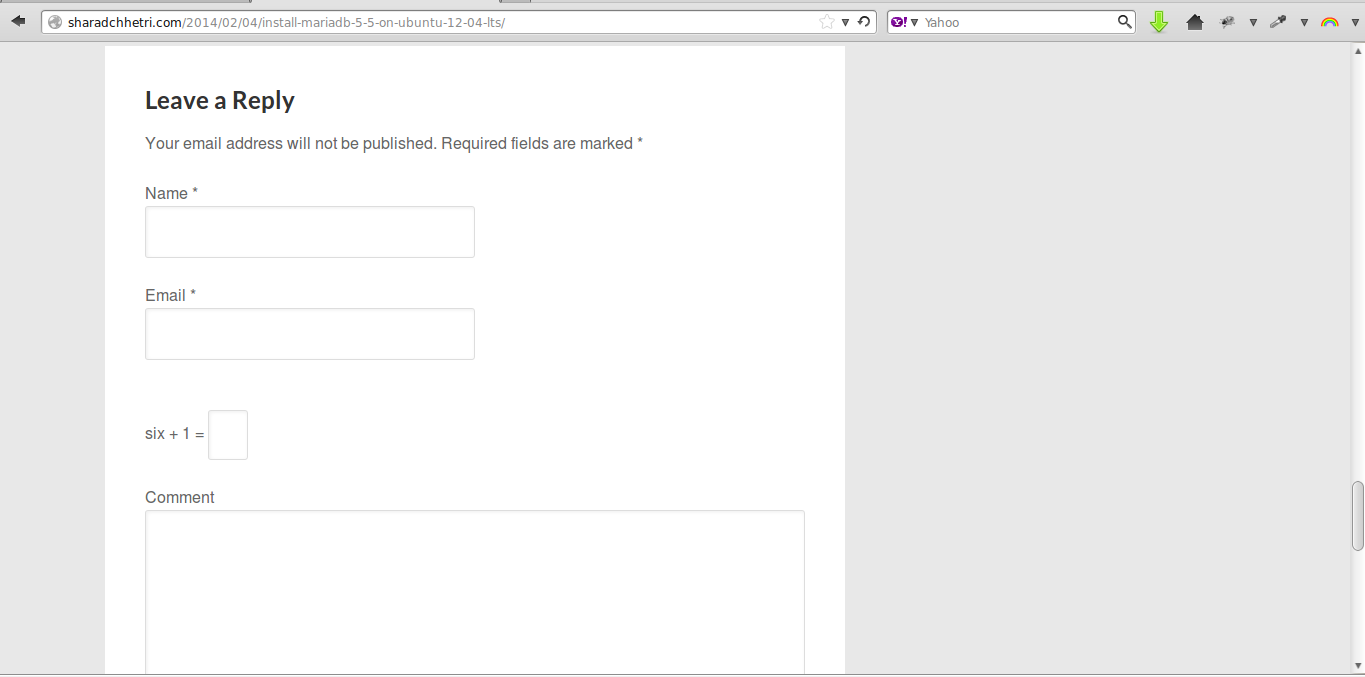 sharadchhetri.com/2014/02/04/install-mariadb-5-5-on-ubuntu-12-04-lts/
Y! Yahoo
Leave a Reply
Your email address will not be published. Required fields are marked *
Name *
Email *
six + 1 =
Comment